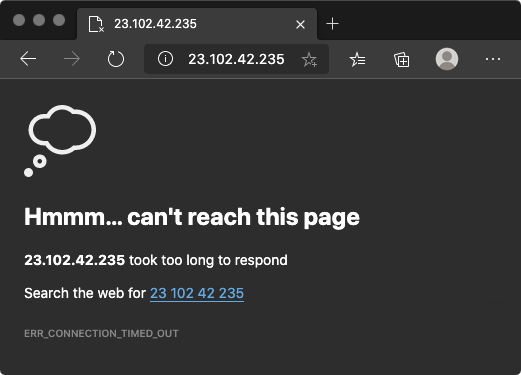 23.102.42.235
23.102.42.235
Hmmm... can't reach this page
23.102.42.235 took too long to respond
Search the web for 23 102 42 235
ERR_CONNECTION_TIMED_OUT